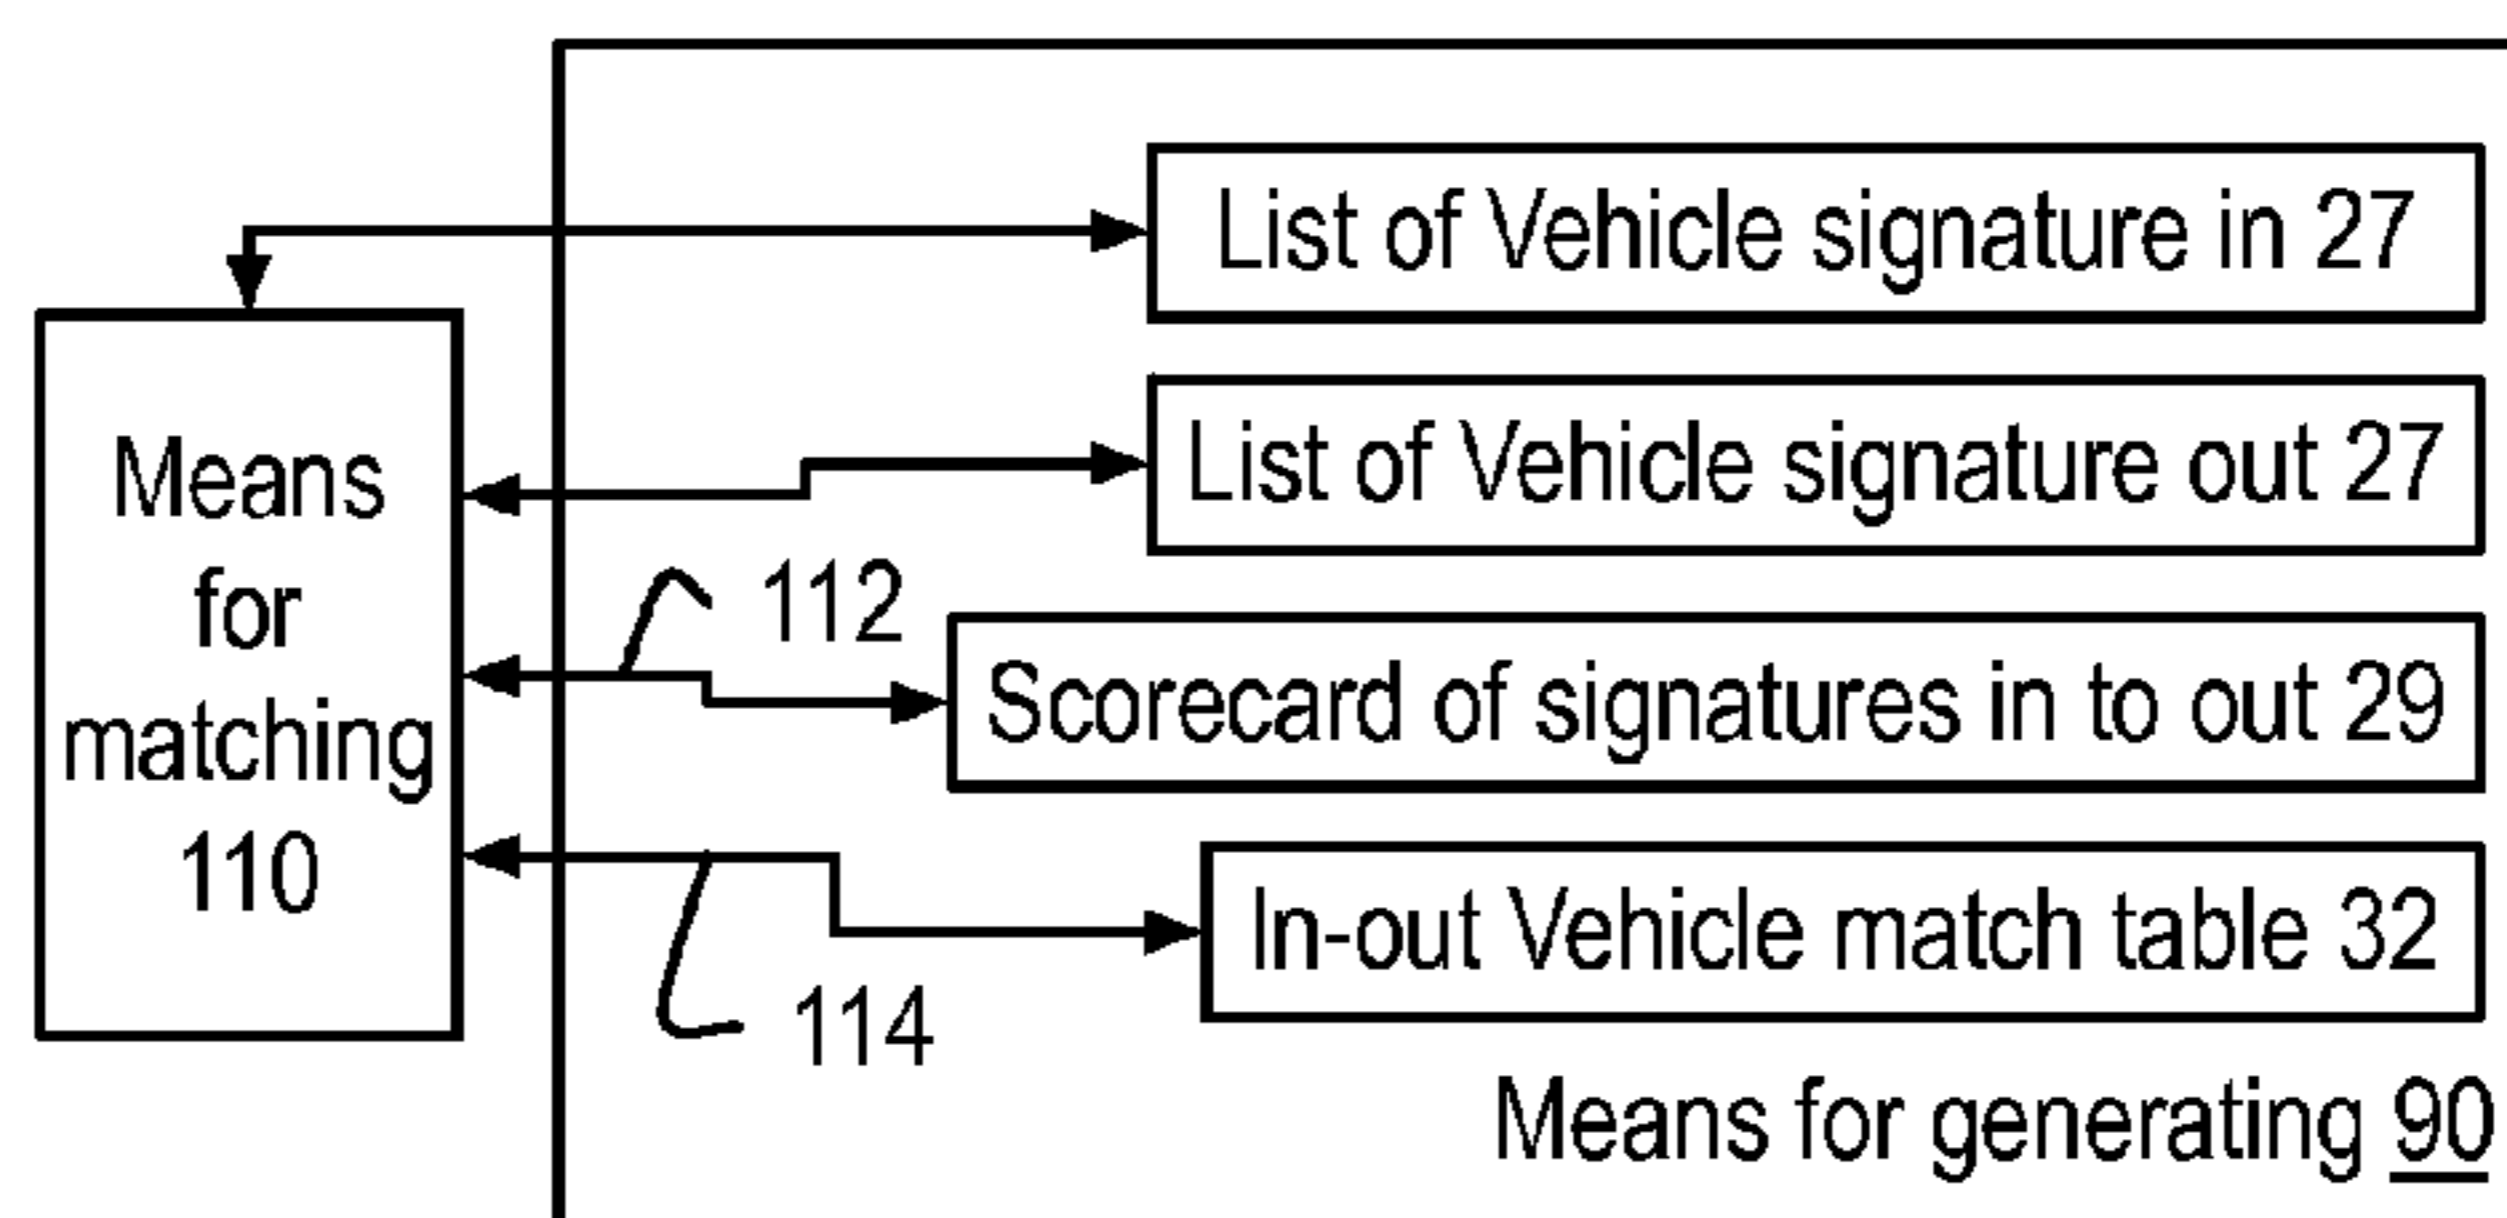 List of Vehicle signature in 27
List of Vehicle signature out 27
Means
for
matching
110
112
Scorecard of signatures in to out 29
In-out Vehicle match table 32
114
Means for generating 90